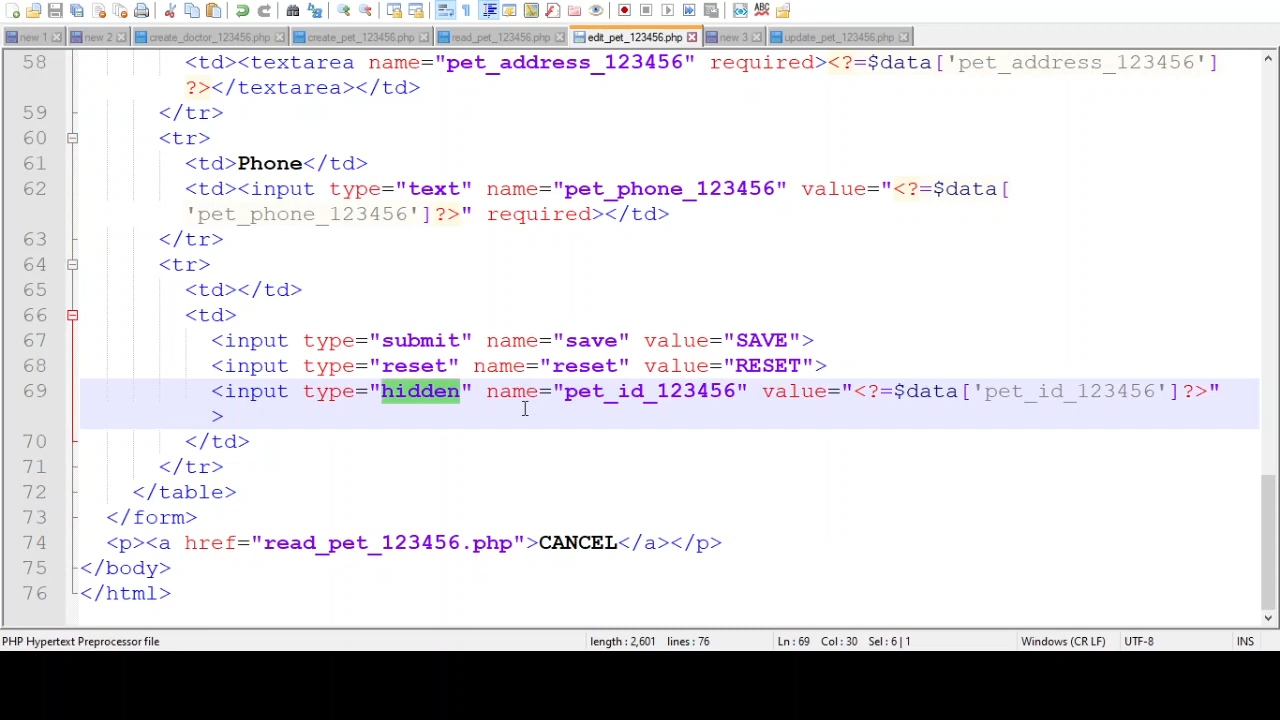 new 1
new 2
create_doctor_123456.php
create_pet_123456.php
read_pet_123456.php
edit_pet_123456.php
new 3
update_pet_123456.php
58 <td><textarea name="pet_address_123456" required><?=$data['pet_address_123456']
?></textarea></td>
59 </tr>
60 <tr>
61 <td>Phone</td>
62 <td><input type="text" name="pet_phone_123456" value="<?=$data[
'pet_phone_123456']?>" required></td>
63 </tr>
64 <tr>
65 <td></td>
66 <td>
67 <input type="submit" name="save" value="SAVE">
68 <input type="reset" name="reset" value="RESET">
69 <input type="hidden" name="pet_id_123456" value="<?=$data['pet_id_123456']?>"
>
70 </td>
71 </tr>
72 </table>
73 </form>
74 <p><a href="read_pet_123456.php">CANCEL</a></p>
75 </body>
76 </html>
PHP Hypertext Preprocessor file length : 2,601 lines : 76 Ln : 69 Col : 30 Sel : 6 | 1 Windows (CR LF) UTF-8 INS